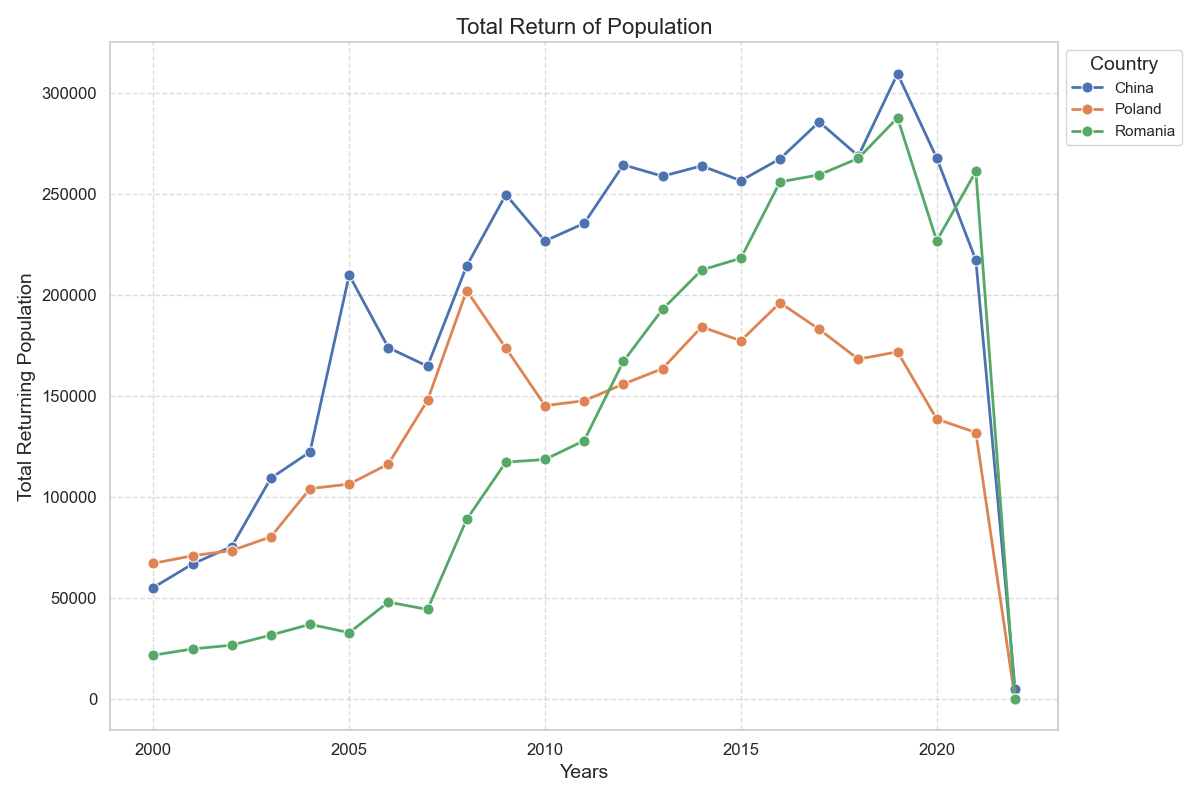 Total Return of Population
Country
China
Poland
Romania
Total Returning Population
300000
250000
200000
150000
100000
50000
0
2000 2005 2010 2015 2020
Years